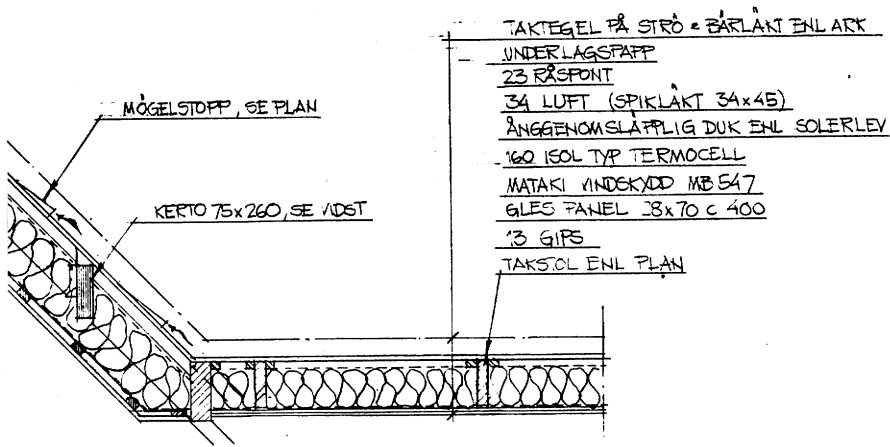 TAKTEGEL PÅ STRÖ & BÄRLÄKT ENL ARK
UNDERLAGSPAPP
23 RÅSPONT
34 LUFT (SPIKLÄKT 34x45)
ÅNGGENOMSLÄPPLIG DUK ENL SOLERLEV
160 ISOL TYP TERMOCELL
MATAKI VINDSKYDD MB 547
GLES PANEL 28x70 C 400
13 GIPS
TAKSTOL ENL PLAN
MÖGELSTOPP, SE PLAN
KERTO 75x260, SE VIDST